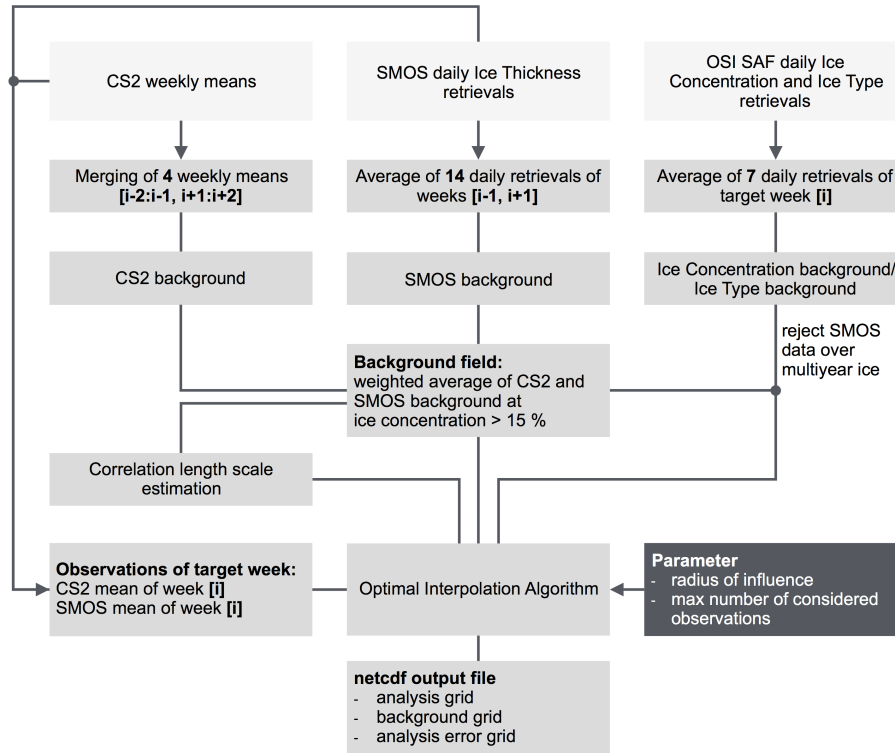 CS2 weekly means
SMOS daily Ice Thickness
retrievals
OSI SAF daily Ice
Concentration and Ice Type
retrievals
Merging of 4 weekly means
[i-2:i-1, i+1:i+2]
Average of 14 daily retrievals of
weeks [i-1, i+1]
Average of 7 daily retrievals of
target week [i]
CS2 background
SMOS background
Ice Concentration background/
Ice Type background
reject SMOS
data over
multiyear ice
Background field:
weighted average of CS2 and
SMOS background at
ice concentration > 15 %
Correlation length scale
estimation
Observations of target week:
CS2 mean of week [i]
SMOS mean of week [i]
Optimal Interpolation Algorithm
Parameter
- radius of influence
- max number of considered
observations
netcdf output file
- analysis grid
- background grid
- analysis error grid